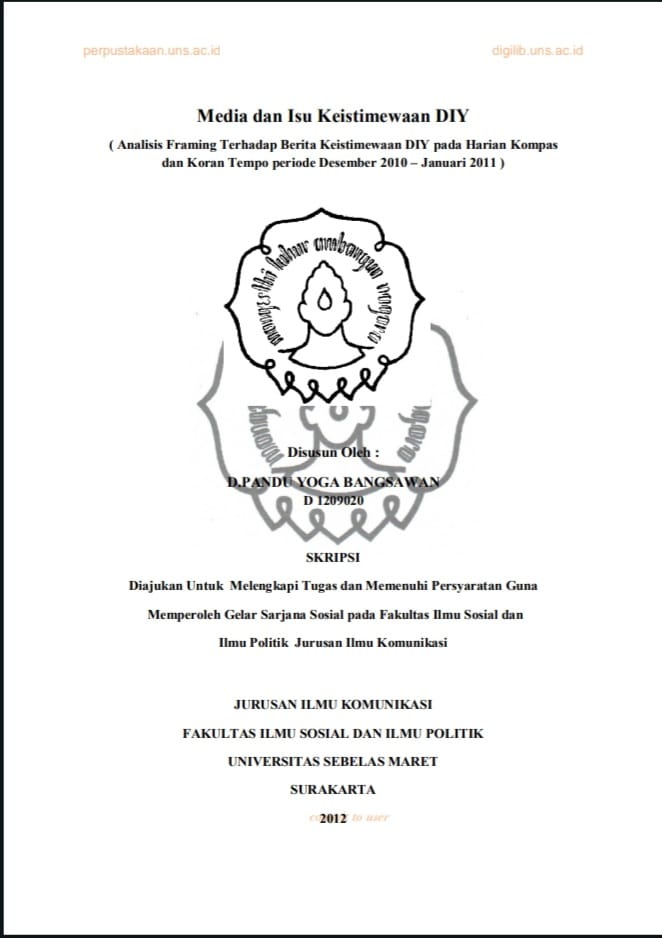 perpustakaan.uns.ac.id digilib.uns.ac.id
Media dan Isu Keistimewaan DIY
( Analisis Framing Terhadap Berita Keistimewaan DIY pada Harian Kompas
dan Koran Tempo periode Desember 2010 – Januari 2011 )
mangesthi luhur ambangun nagara
Disusun Oleh :
D.PANDU YOGA BANGSAWAN
D 1209020
SKRIPSI
Diajukan Untuk Melengkapi Tugas dan Memenuhi Persyaratan Guna
Memperoleh Gelar Sarjana Sosial pada Fakultas Ilmu Sosial dan
Ilmu Politik Jurusan Ilmu Komunikasi
JURUSAN ILMU KOMUNIKASI
FAKULTAS ILMU SOSIAL DAN ILMU POLITIK
UNIVERSITAS SEBELAS MARET
SURAKARTA
2012 to user